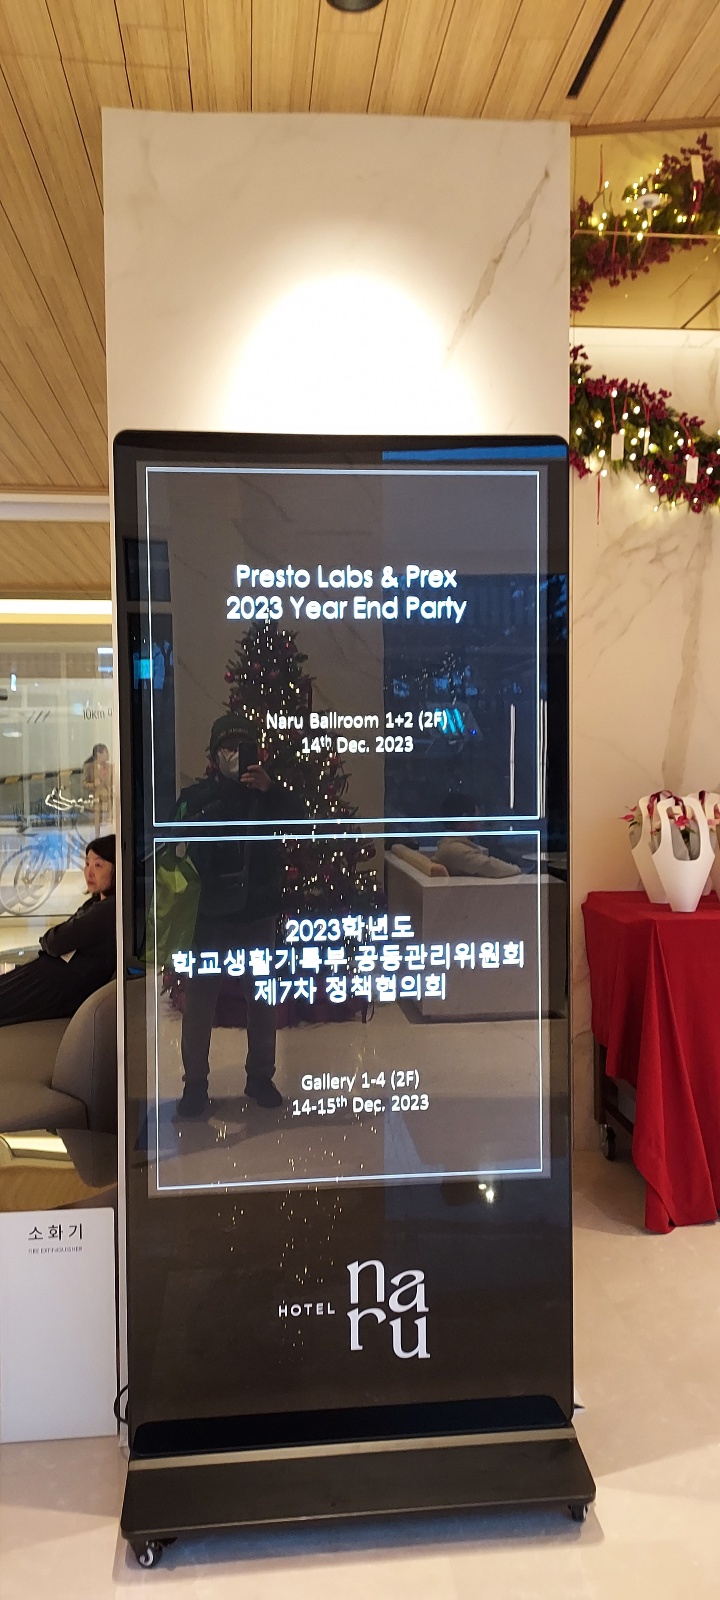 Presto Labs & Prex
2023 Year End Party
Naru Ballroom 1+2 (2F)
14th Dec. 2023
2023학년도
학교생활기록부 공동관리위원회
제7차 정책협의회
Gallery 1-4 (2F)
14-15th Dec. 2023
HOTEL naru
소화기
FIRE EXTINGUISHER
10km